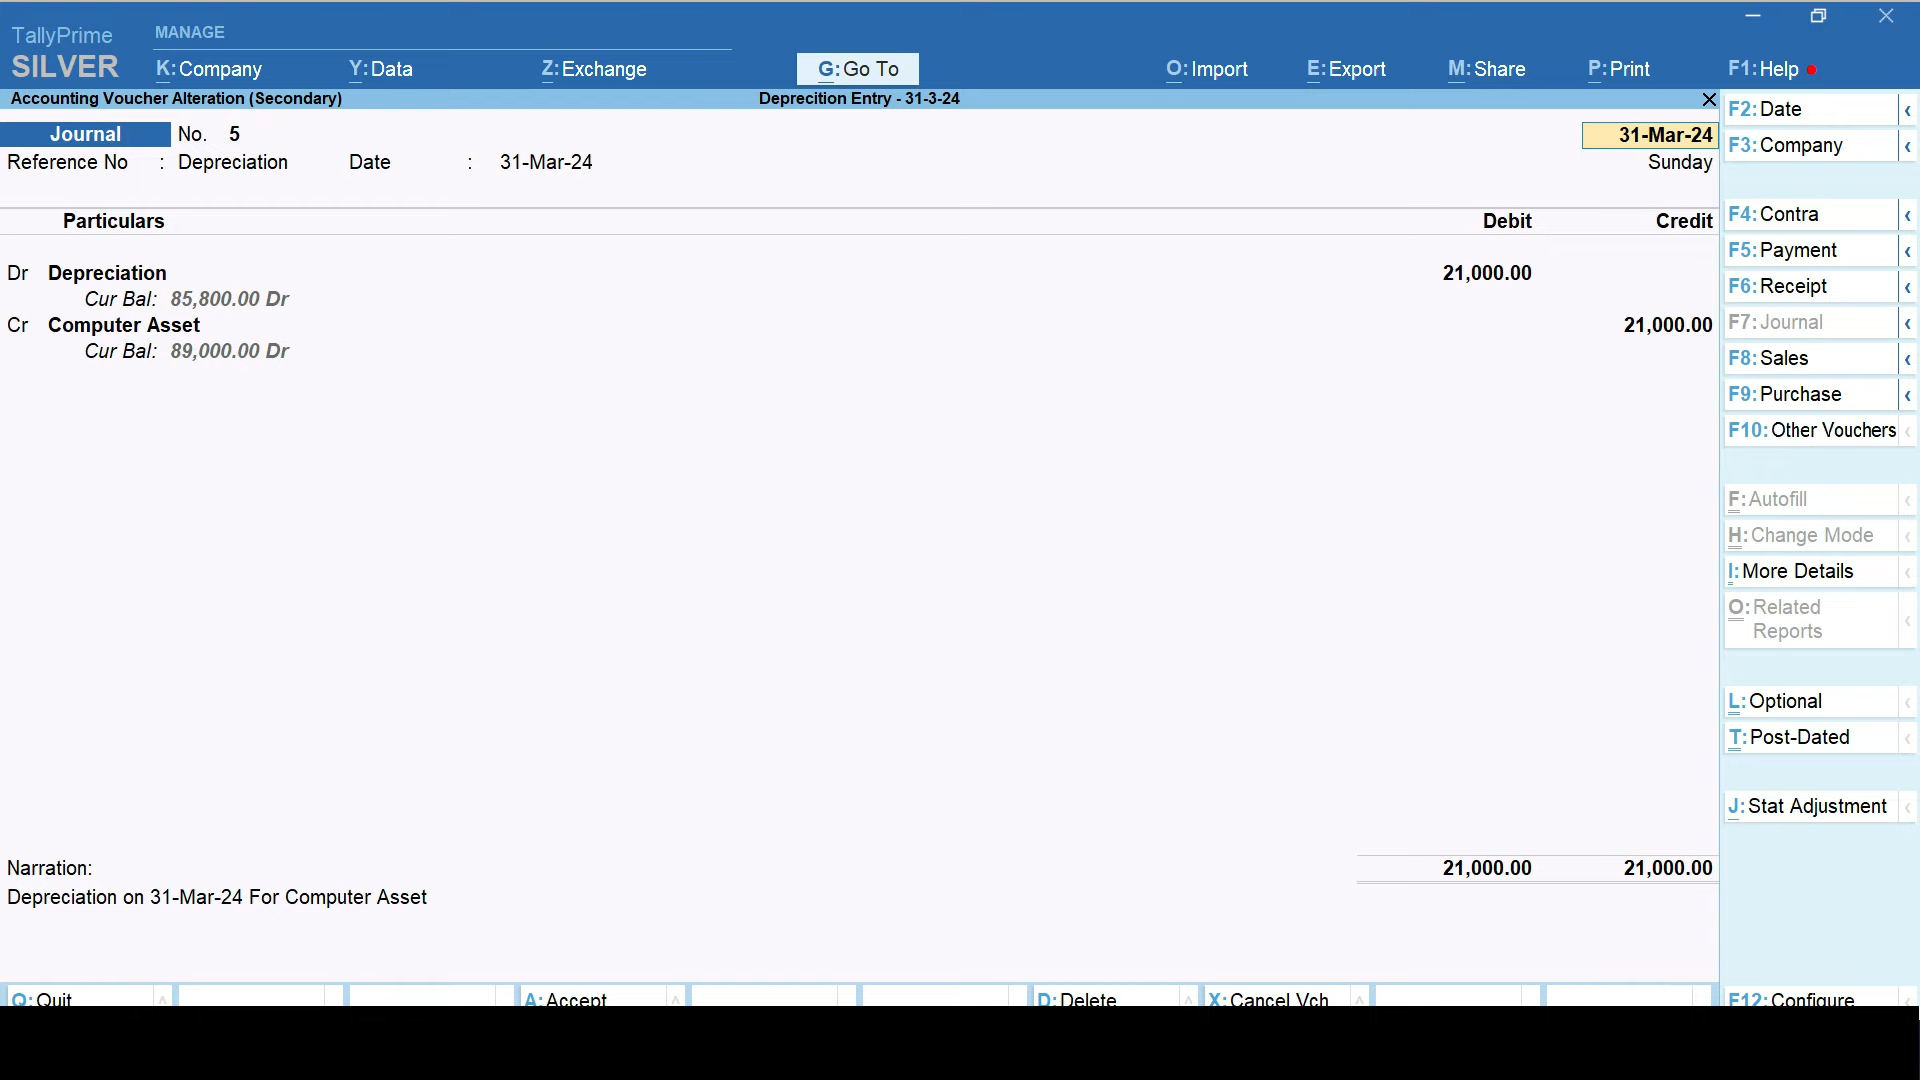 TallyPrime
SILVER
MANAGE
K:Company Y:Data Z:Exchange G:Go To O:Import E:Export M:Share P:Print F1:Help
Accounting Voucher Alteration (Secondary) Deprecition Entry - 31-3-24
Journal No. 5 31-Mar-24
Reference No : Depreciation Date : 31-Mar-24 Sunday
Particulars Debit Credit
Dr Depreciation 21,000.00
Cur Bal: 85,800.00 Dr
Cr Computer Asset 21,000.00
Cur Bal: 89,000.00 Dr
Narration: 21,000.00 21,000.00
Depreciation on 31-Mar-24 For Computer Asset
Q:Quit A:Accept D:Delete X:Cancel Vch
F2:Date
F3:Company
F4:Contra
F5:Payment
F6:Receipt
F7:Journal
F8:Sales
F9:Purchase
F10:Other Vouchers
F:Autofill
H:Change Mode
I:More Details
O:Related
Reports
L:Optional
T:Post-Dated
J:Stat Adjustment
F12:Configure